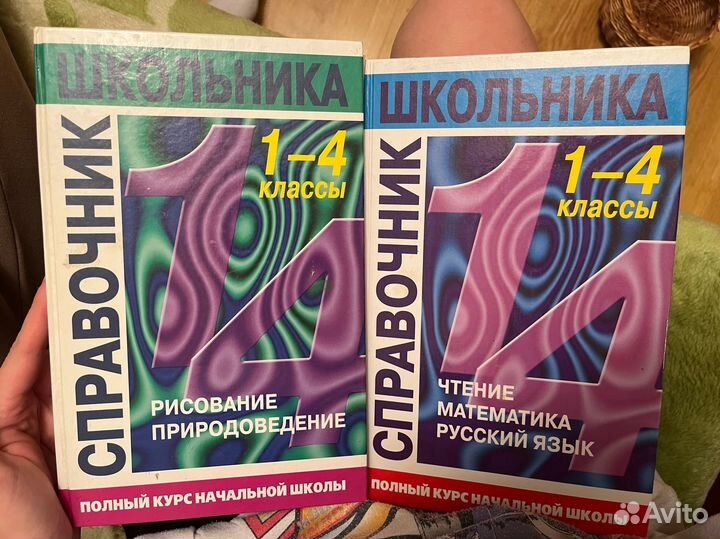 ШКОЛЬНИКА
СПРАВОЧНИК
14
1–4
КЛАССЫ
РИСОВАНИЕ
ПРИРОДОВЕДЕНИЕ
ПОЛНЫЙ КУРС НАЧАЛЬНОЙ ШКОЛЫ
ШКОЛЬНИКА
СПРАВОЧНИК
14
1–4
КЛАССЫ
ЧТЕНИЕ
МАТЕМАТИКА
РУССКИЙ ЯЗЫК
ПОЛНЫЙ КУРС НАЧАЛЬНОЙ ШКОЛЫ
Avito